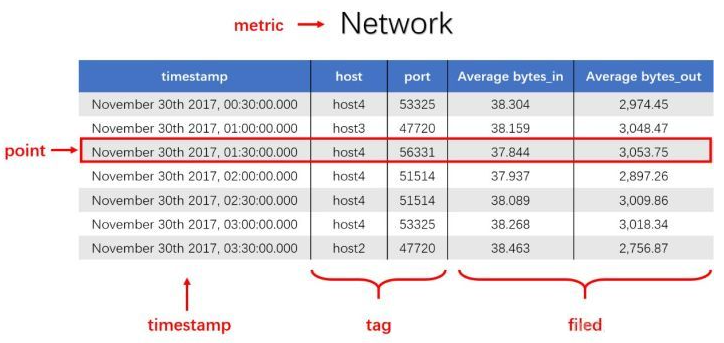 metric Network
timestamp host port Average bytes_in Average bytes_out
November 30th 2017, 00:30:00.000 host4 53325 38.304 2,974.45
November 30th 2017, 01:00:00.000 host3 47720 38.159 3,048.47
point November 30th 2017, 01:30:00.000 host4 56331 37.844 3,053.75
November 30th 2017, 02:00:00.000 host4 51514 37.937 2,897.26
November 30th 2017, 02:30:00.000 host4 51514 38.089 3,009.86
November 30th 2017, 03:00:00.000 host4 53325 38.268 3,018.34
November 30th 2017, 03:30:00.000 host2 47720 38.463 2,756.87
timestamp tag filed